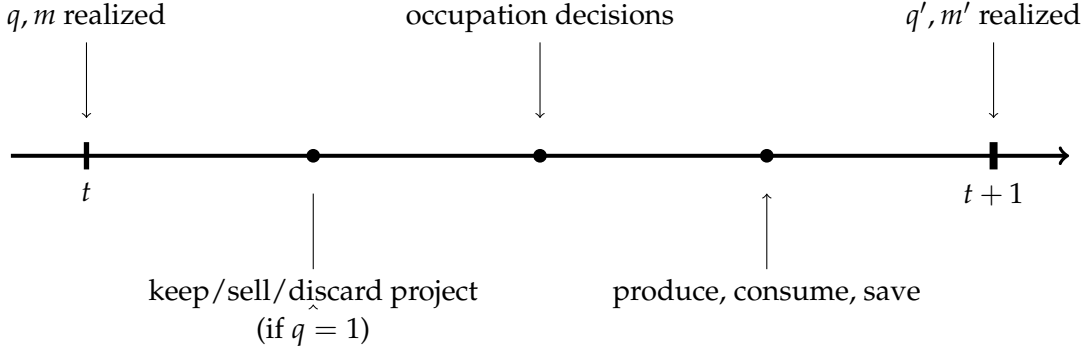 q, m realized
occupation decisions
q′, m′ realized
t
t + 1
keep/sell/discard project
(if q = 1)
produce, consume, save